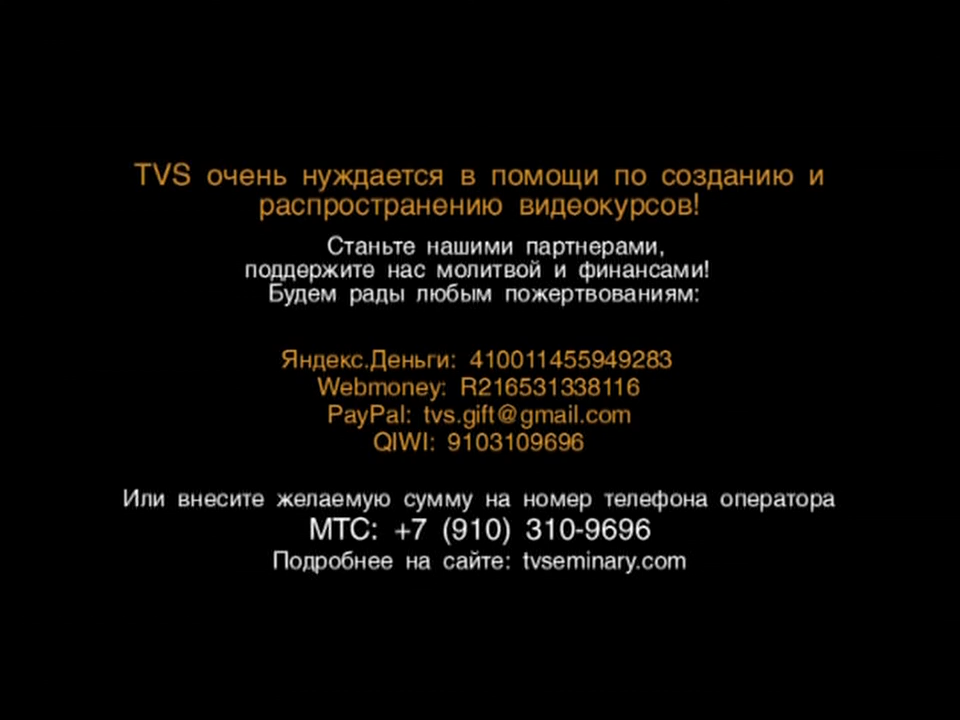 TVS очень нуждается в помощи по созданию и
распространению видеокурсов!
Станьте нашими партнерами,
поддержите нас молитвой и финансами!
Будем рады любым пожертвованиям:
Яндекс.Деньги: 410011455949283
Webmoney: R216531338116
PayPal: tvs.gift@gmail.com
QIWI: 9103109696
Или внесите желаемую сумму на номер телефона оператора
МТС: +7 (910) 310-9696
Подробнее на сайте: tvseminary.com